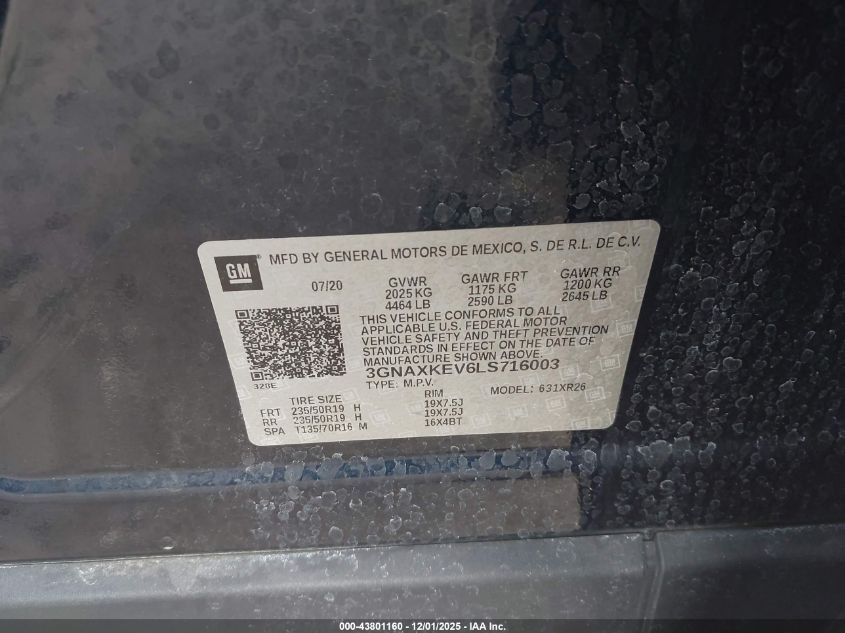 GM
MFD BY GENERAL MOTORS DE MEXICO, S. DE R.L. DE C.V.
07/20 GVWR GAWR FRT GAWR RR
2025 KG 1175 KG 1200 KG
4464 LB 2590 LB 2645 LB
THIS VEHICLE CONFORMS TO ALL
APPLICABLE U.S. FEDERAL MOTOR
VEHICLE SAFETY AND THEFT PREVENTION
STANDARDS IN EFFECT ON THE DATE OF
MANUFACTURE SHOWN ABOVE.
3GNAXKEV6LS716003
328E
TYPE: M.P.V. MODEL: 631XR26
TIRE SIZE RIM
FRT 235/50R19 H 19X7.5J
RR 235/50R19 H 19X7.5J
SPA T135/70R16 M 16X4BT
000-43801160 - 12/01/2025 - IAA Inc.